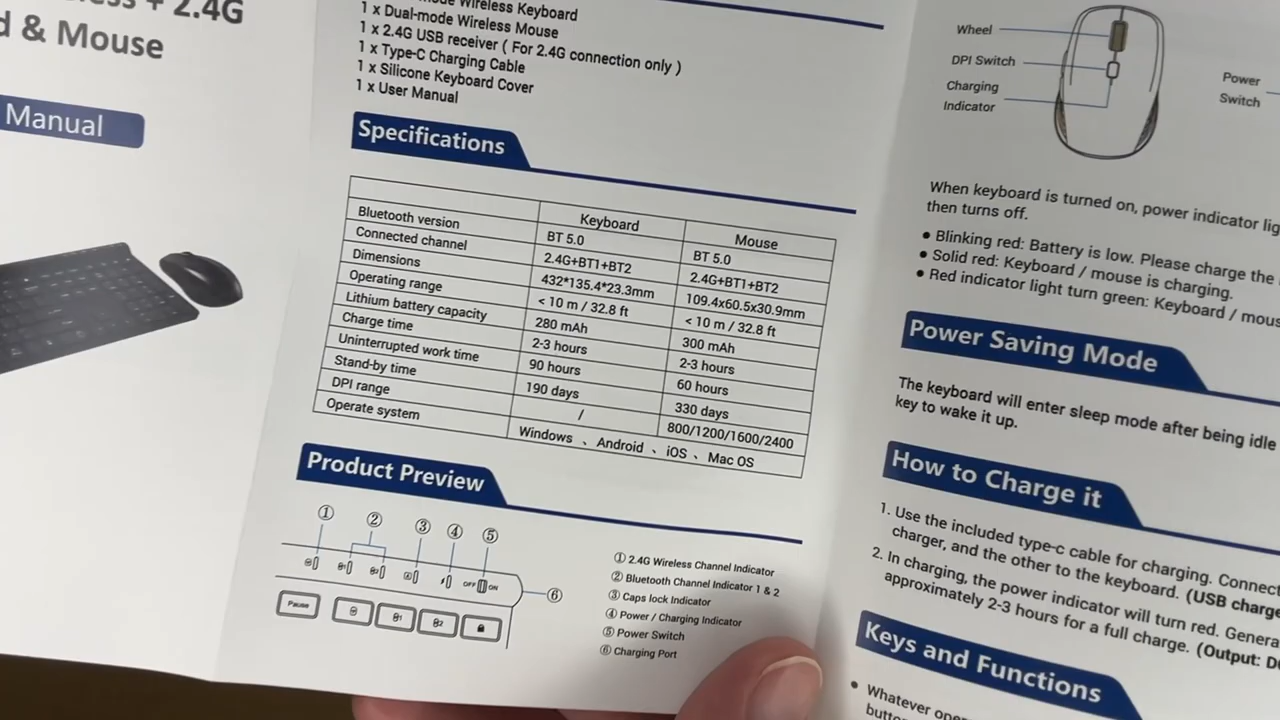 + 2.4G
& Mouse
Manual
Wireless Keyboard
1 x Dual-mode Wireless Mouse
1 x 2.4G USB receiver ( For 2.4G connection only )
1 x Type-C Charging Cable
1 x Silicone Keyboard Cover
1 x User Manual
Specifications
Keyboard Mouse
Bluetooth version BT 5.0 BT 5.0
Connected channel 2.4G+BT1+BT2 2.4G+BT1+BT2
Dimensions 432*135.4*23.3mm 109.4x60.5x30.9mm
Operating range < 10 m / 32.8 ft < 10 m / 32.8 ft
Lithium battery capacity 280 mAh 300 mAh
Charge time 2-3 hours 2-3 hours
Uninterrupted work time 90 hours 60 hours
Stand-by time 190 days 330 days
DPI range / 800/1200/1600/2400
Operate system Windows 、 Android 、 iOS 、 Mac OS
Product Preview
① ② ③ ④ ⑤
OFF ON
⑥
Pause
① 2.4G Wireless Channel Indicator
② Bluetooth Channel Indicator 1 & 2
③ Caps lock Indicator
④ Power / Charging Indicator
⑤ Power Switch
⑥ Charging Port
Wheel
DPI Switch
Charging
Indicator
Power
Switch
When keyboard is turned on, power indicator
then turns off.
● Blinking red: Battery is low. Please charge the
● Solid red: Keyboard / mouse is charging.
● Red indicator light turn green: Keyboard /
Power Saving Mode
The keyboard will enter sleep mode after being idle
key to wake it up.
How to Charge it
1. Use the included type-c cable for charging.
charger, and the other to the keyboard. (USB
2. In charging, the power indicator will turn red.
approximately 2-3 hours for a full charge. (Output:
Keys and Functions
● Whatever